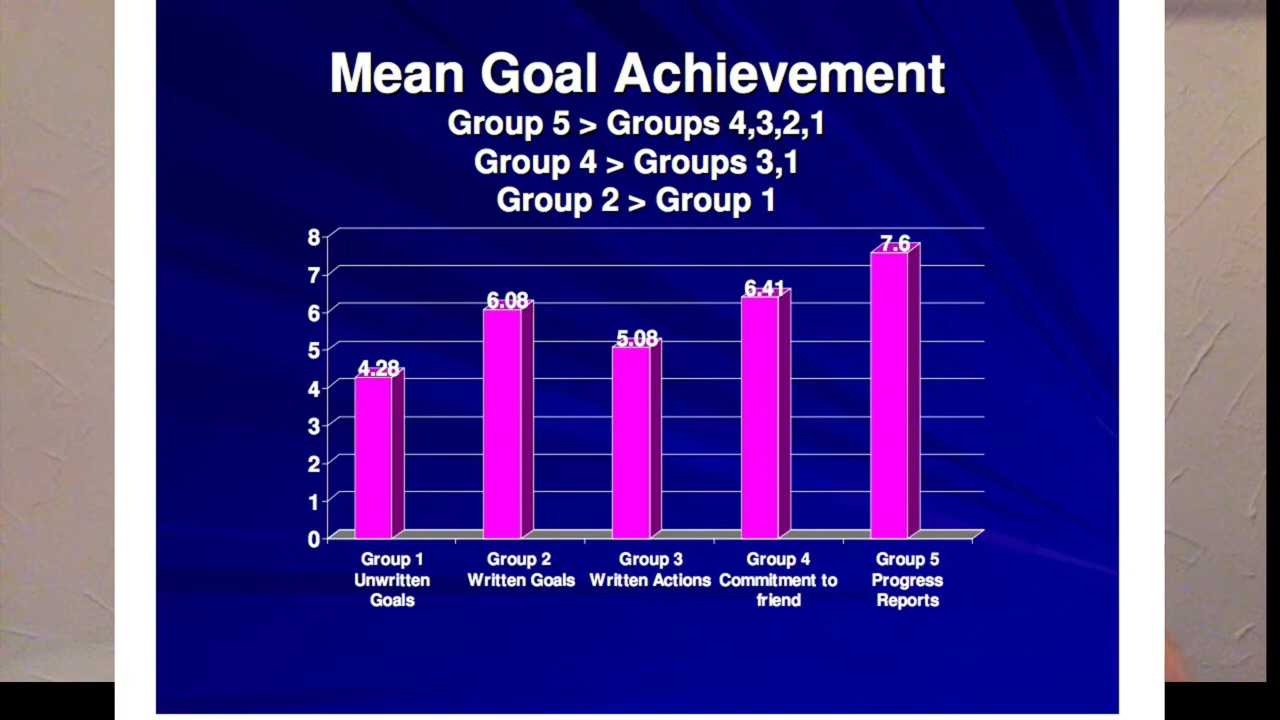 Mean Goal Achievement
Group 5 > Groups 4,3,2,1
Group 4 > Groups 3,1
Group 2 > Group 1
8
7
6
5
4
3
2
1
0
4.28
6.08
5.08
6.41
7.6
Group 1
Unwritten
Goals
Group 2
Written Goals
Group 3
Written Actions
Group 4
Commitment to
friend
Group 5
Progress
Reports